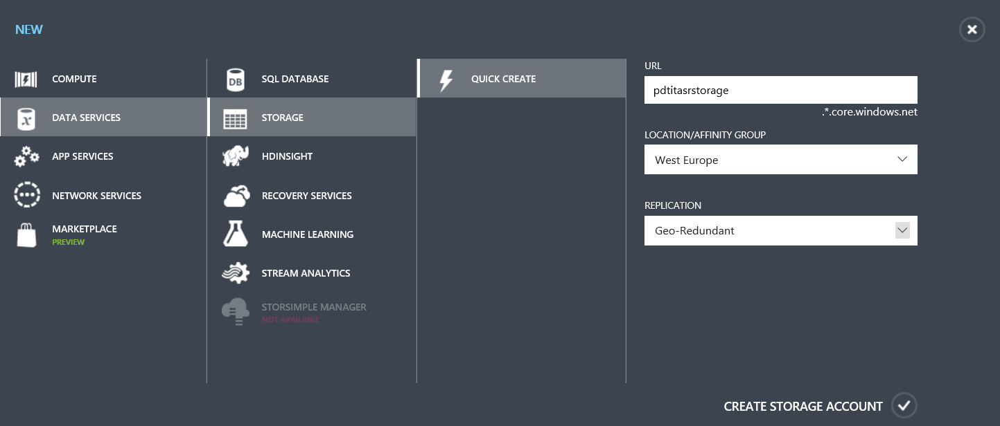 NEW
COMPUTE
DATA SERVICES
APP SERVICES
NETWORK SERVICES
MARKETPLACE
PREVIEW
DB
SQL DATABASE
STORAGE
HDINSIGHT
RECOVERY SERVICES
MACHINE LEARNING
STREAM ANALYTICS
STORSIMPLE MANAGER
NOT AVAILABLE
QUICK CREATE
URL
pdtitasrstorage
.*.core.windows.net
LOCATION/AFFINITY GROUP
West Europe
REPLICATION
Geo-Redundant
CREATE STORAGE ACCOUNT